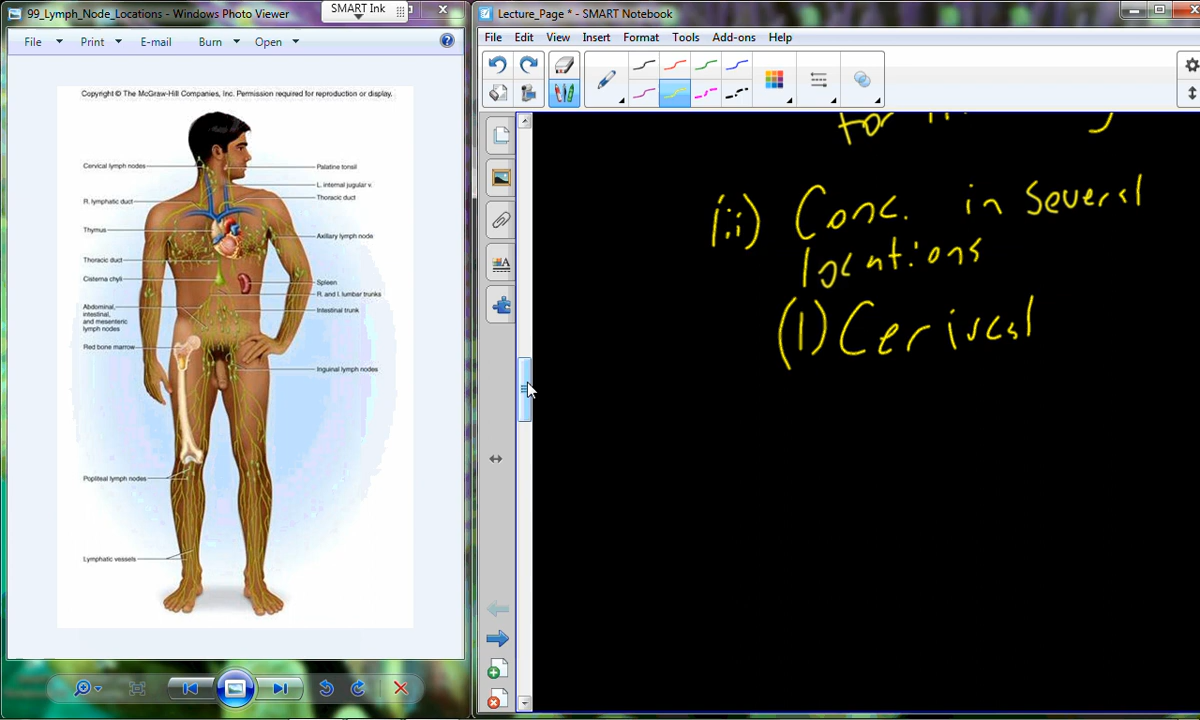 99_Lymph_Node_Locations - Windows Photo Viewer
SMART Ink
File Print E-mail Burn Open
Copyright © The McGraw-Hill Companies, Inc. Permission required for reproduction or display.
Cervical lymph nodes
Palatine tonsil
L. internal jugular v.
R. lymphatic duct
Thoracic duct
Thymus
Axillary lymph node
Thoracic duct
Cisterna chyli
Spleen
R. and l. lumbar trunks
Abdominal,
intestinal,
and mesenteric
lymph nodes
Intestinal trunk
Red bone marrow
Inguinal lymph nodes
Popliteal lymph nodes
Lymphatic vessels
Lecture_Page * - SMART Notebook
File Edit View Insert Format Tools Add-ons Help
for
(ii) Conc. in several
locations
(1) Cerivcal